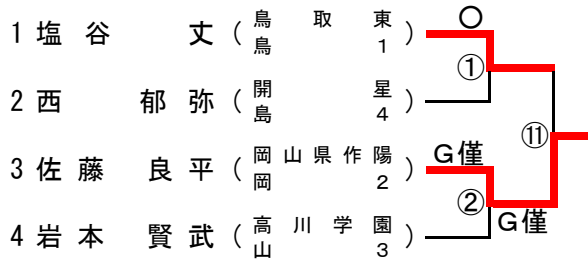 1 塩谷 丈 (鳥取東 鳥1) ○
①
2 西 郁弥 (開星 島4)
⑪
3 佐藤 良平 (岡山県作陽 岡2) G僅
②
G僅
4 岩本 賢武 (高川学園 山3)